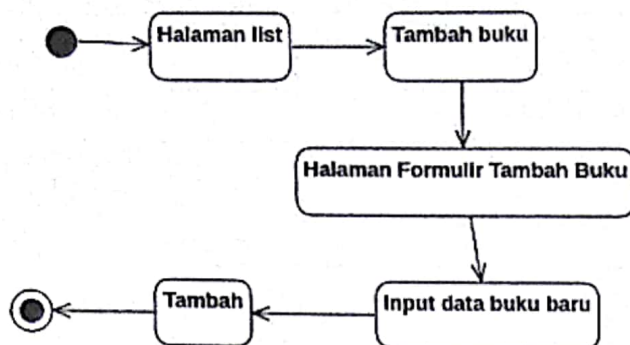 Halaman list
Tambah buku
Halaman Formulir Tambah Buku
Input data buku baru
Tambah